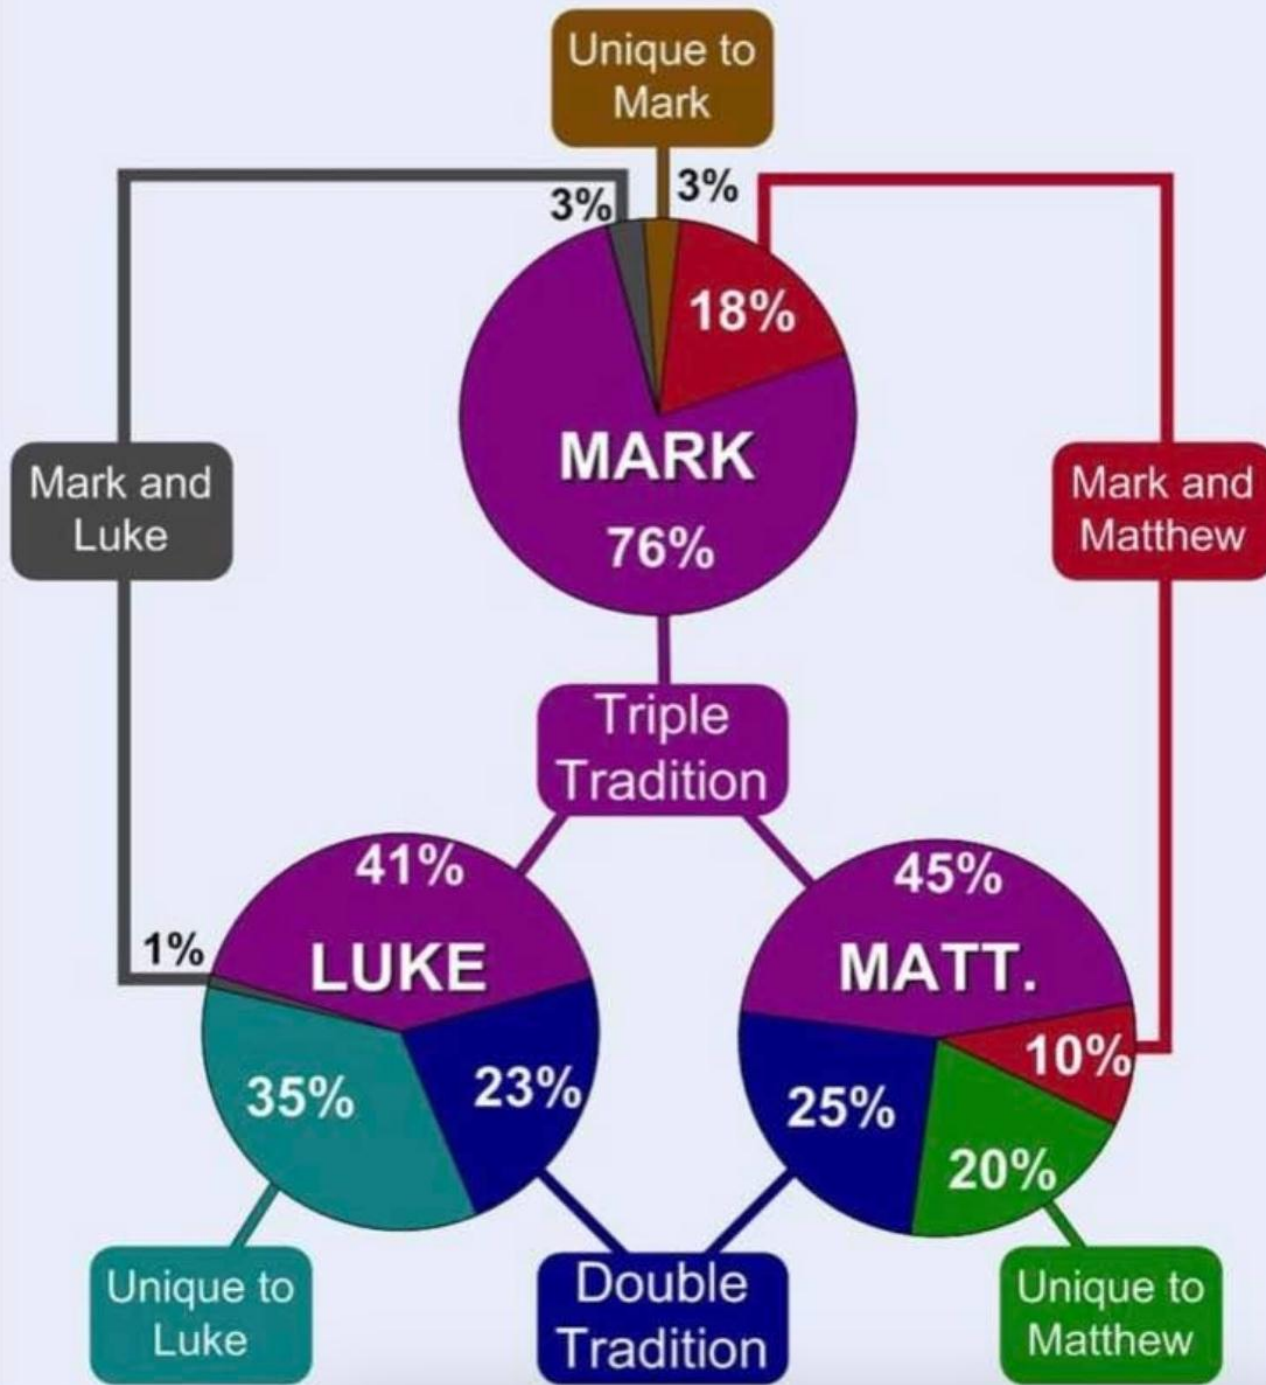 Unique to
Mark
3%
3%
18%
MARK
76%
Mark and
Luke
Mark and
Matthew
Triple
Tradition
41%
LUKE
1%
35%
23%
45%
MATT.
10%
25%
20%
Unique to
Luke
Double
Tradition
Unique to
Matthew